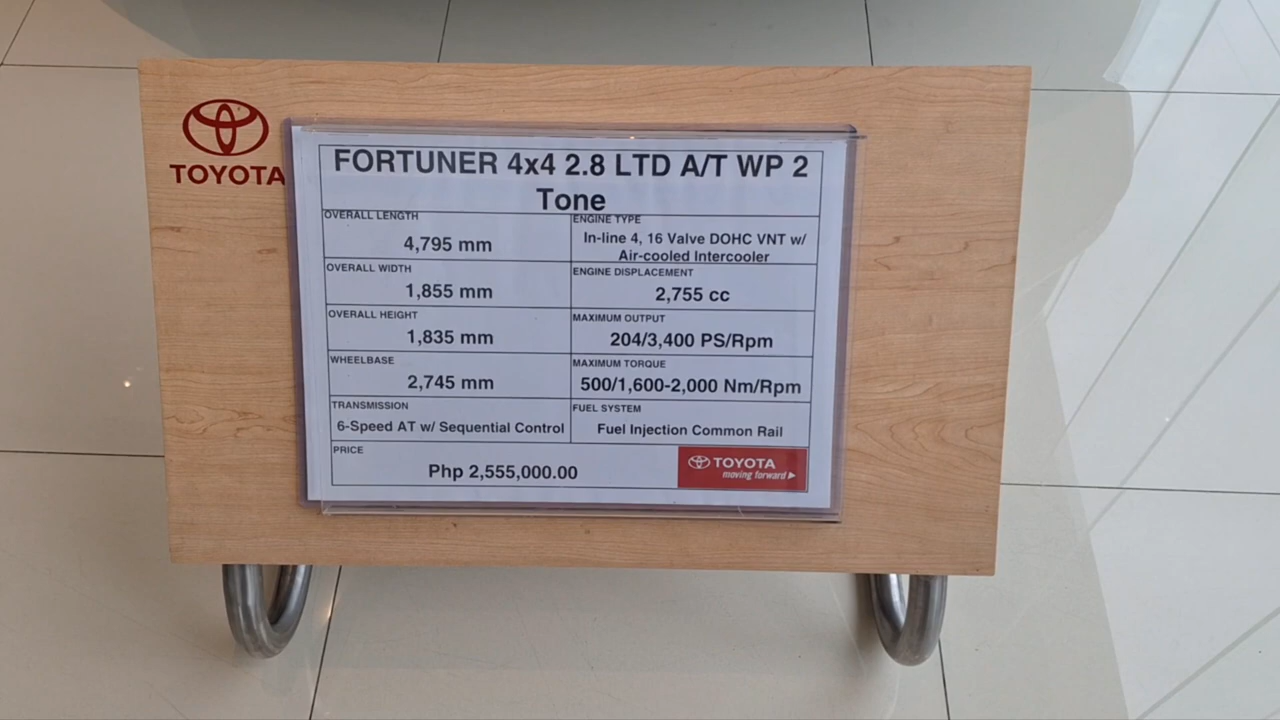 TOYOTA
FORTUNER 4x4 2.8 LTD A/T WP 2
Tone
OVERALL LENGTH
4,795 mm
ENGINE TYPE
In-line 4, 16 Valve DOHC VNT w/
Air-cooled Intercooler
OVERALL WIDTH
1,855 mm
ENGINE DISPLACEMENT
2,755 cc
OVERALL HEIGHT
1,835 mm
MAXIMUM OUTPUT
204/3,400 PS/Rpm
WHEELBASE
2,745 mm
MAXIMUM TORQUE
500/1,600-2,000 Nm/Rpm
TRANSMISSION
6-Speed AT w/ Sequential Control
FUEL SYSTEM
Fuel Injection Common Rail
PRICE
Php 2,555,000.00
TOYOTA
moving forward